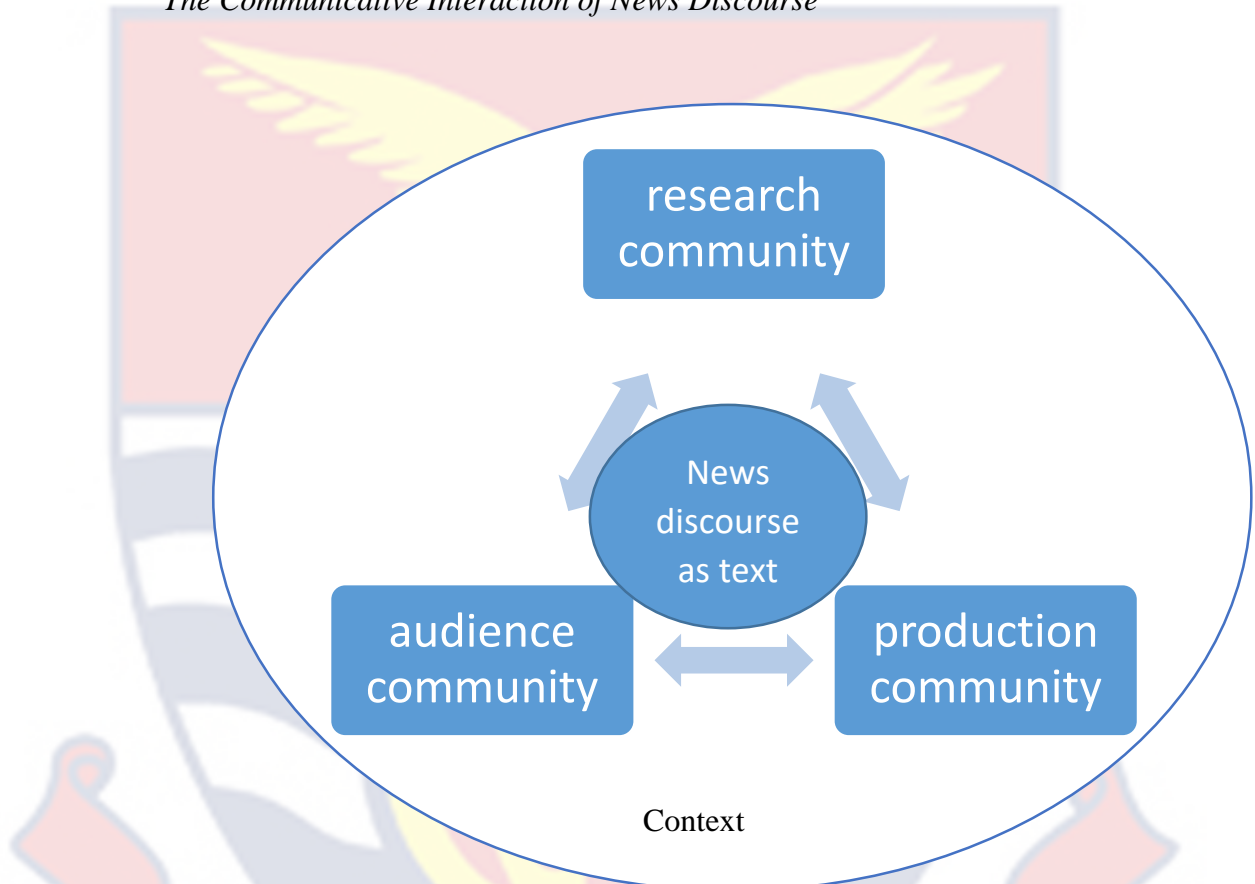 The Communicative Interaction of News Discourse
research
community
News
discourse
as text
audience
community
production
community
Context